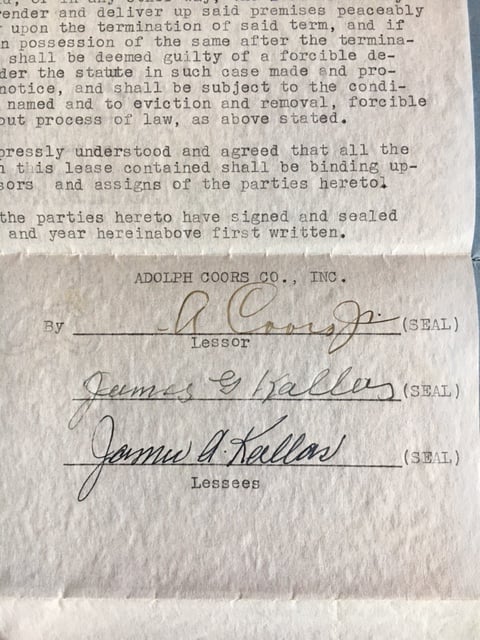 render and deliver up said premises peaceably
upon the termination of said term, and if
n possession of the same after the termina-
shall be deemed guilty of a forcible de-
der the statute in such case made and pro-
notice, and shall be subject to the condi-
named and to eviction and removal, forcible
out process of law, as above stated.
pressly understood and agreed that all the
n this lease contained shall be binding up-
sors and assigns of the parties hereto.
the parties hereto have signed and sealed
and year hereinabove first written.
ADOLPH COORS CO., INC.
By A Coors Jr. (SEAL)
Lessor
James G Kallas (SEAL)
James A. Kallas (SEAL)
Lessees